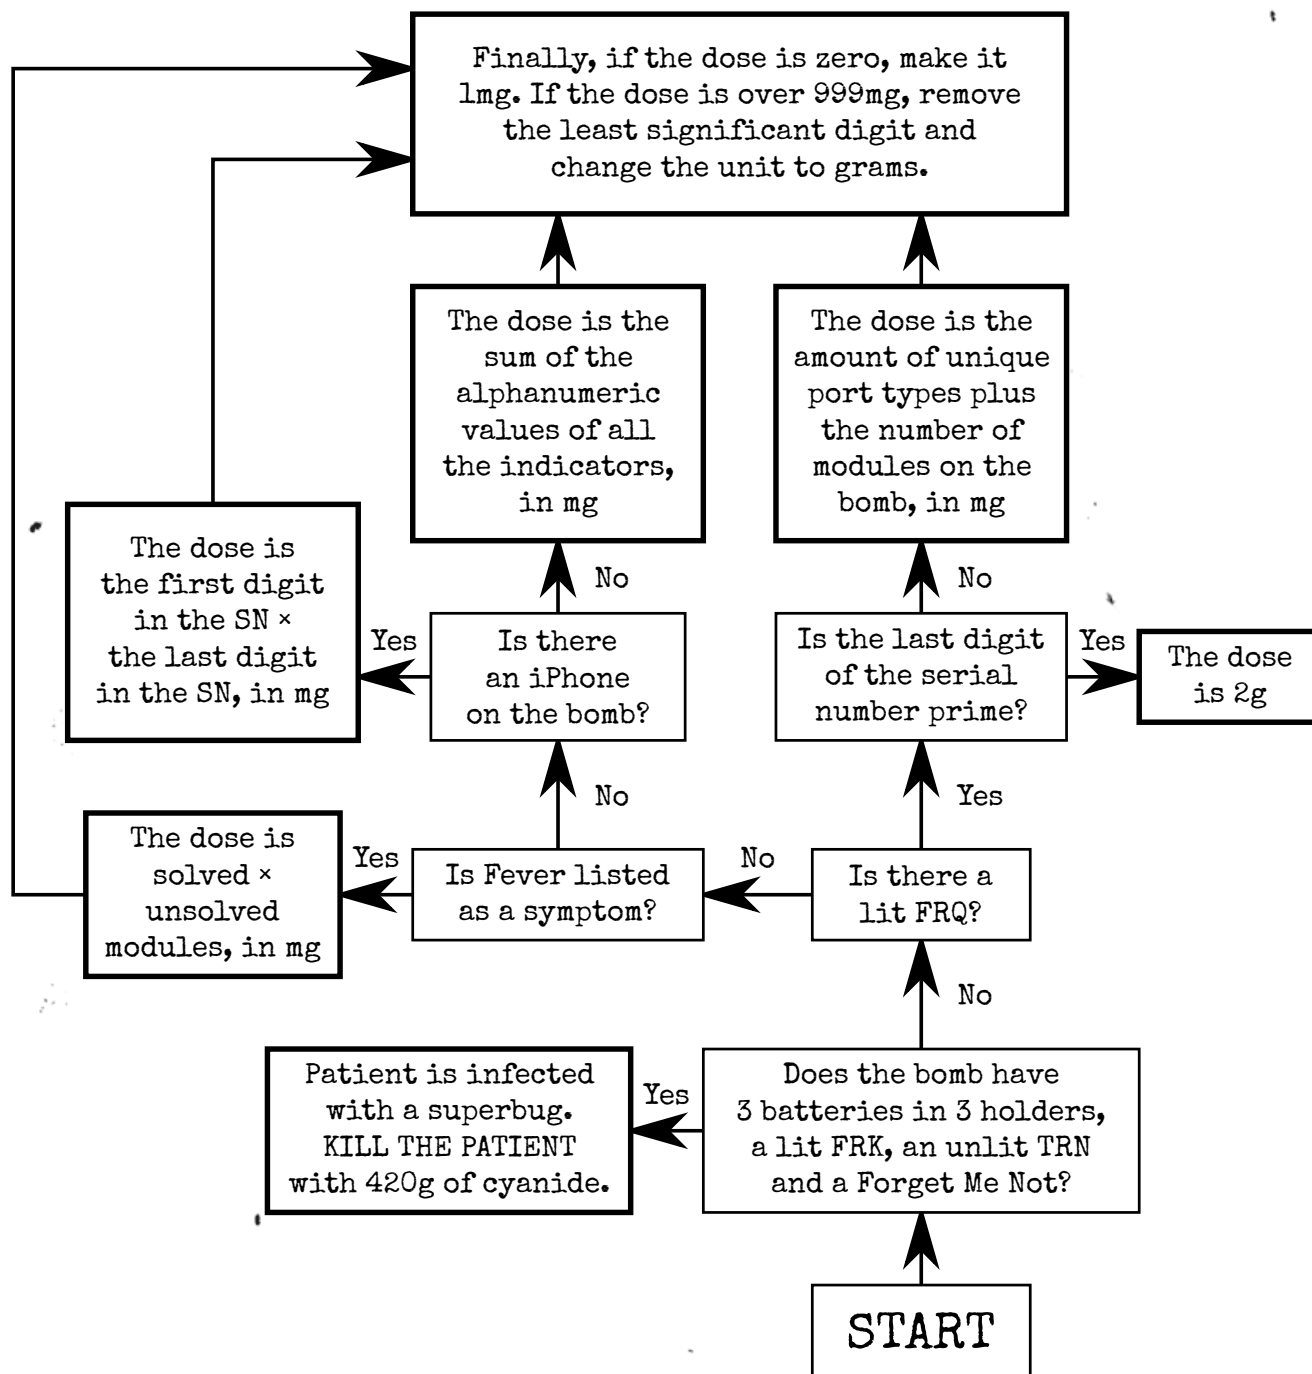 Finally, if the dose is zero, make it
1mg. If the dose is over 999mg, remove
the least significant digit and
change the unit to grams.
The dose is the
sum of the
alphanumeric
values of all
the indicators,
in mg
The dose is the
amount of unique
port types plus
the number of
modules on the
bomb, in mg
The dose is
the first digit
in the SN ×
the last digit
in the SN, in mg
No
No
Yes
Is there
an iPhone
on the bomb?
Is the last digit
of the serial
number prime?
Yes
The dose
is 2g
No
Yes
The dose is
solved ×
unsolved
modules, in mg
Yes
Is Fever listed
as a symptom?
No
Is there a
lit FRQ?
No
Patient is infected
with a superbug.
KILL THE PATIENT
with 420g of cyanide.
Yes
Does the bomb have
3 batteries in 3 holders,
a lit FRK, an unlit TRN
and a Forget Me Not?
START